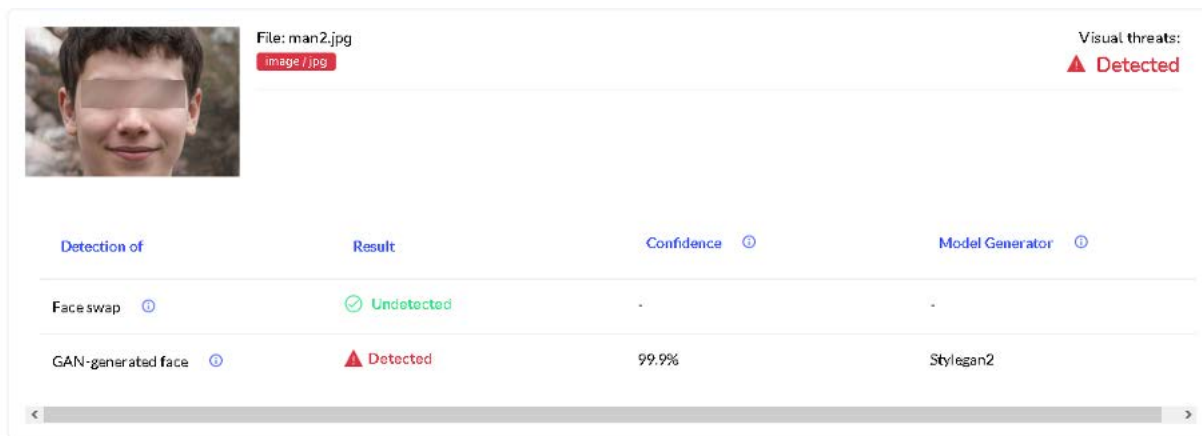 File: man2.jpg
image / jpg
Visual threats:
Detected
Detection of Result Confidence Model Generator
Face swap Undetected - -
GAN-generated face Detected 99.9% Stylegan2